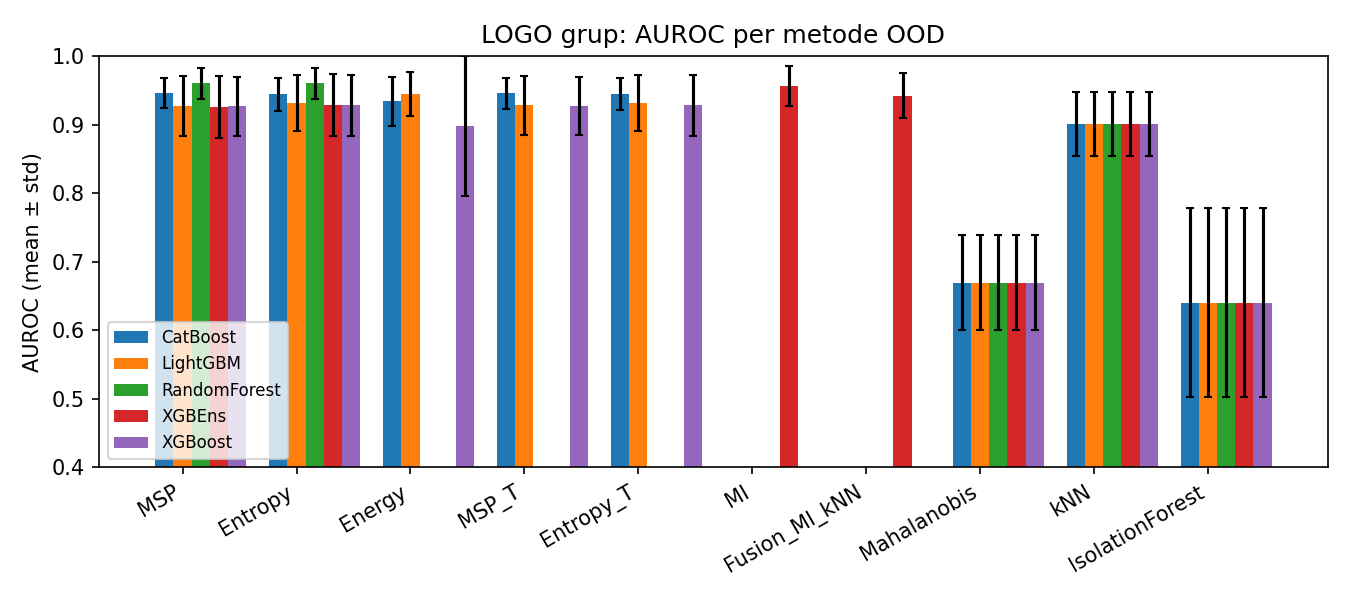 LOGO grup: AUROC per metode OOD
AUROC (mean ± std)
1.0
0.9
0.8
0.7
0.6
0.5
0.4
CatBoost
LightGBM
RandomForest
XGBEns
XGBoost
MSP
Entropy
Energy
MSP_T
Entropy_T
MI
Fusion_MI_kNN
Mahalanobis
kNN
IsolationForest